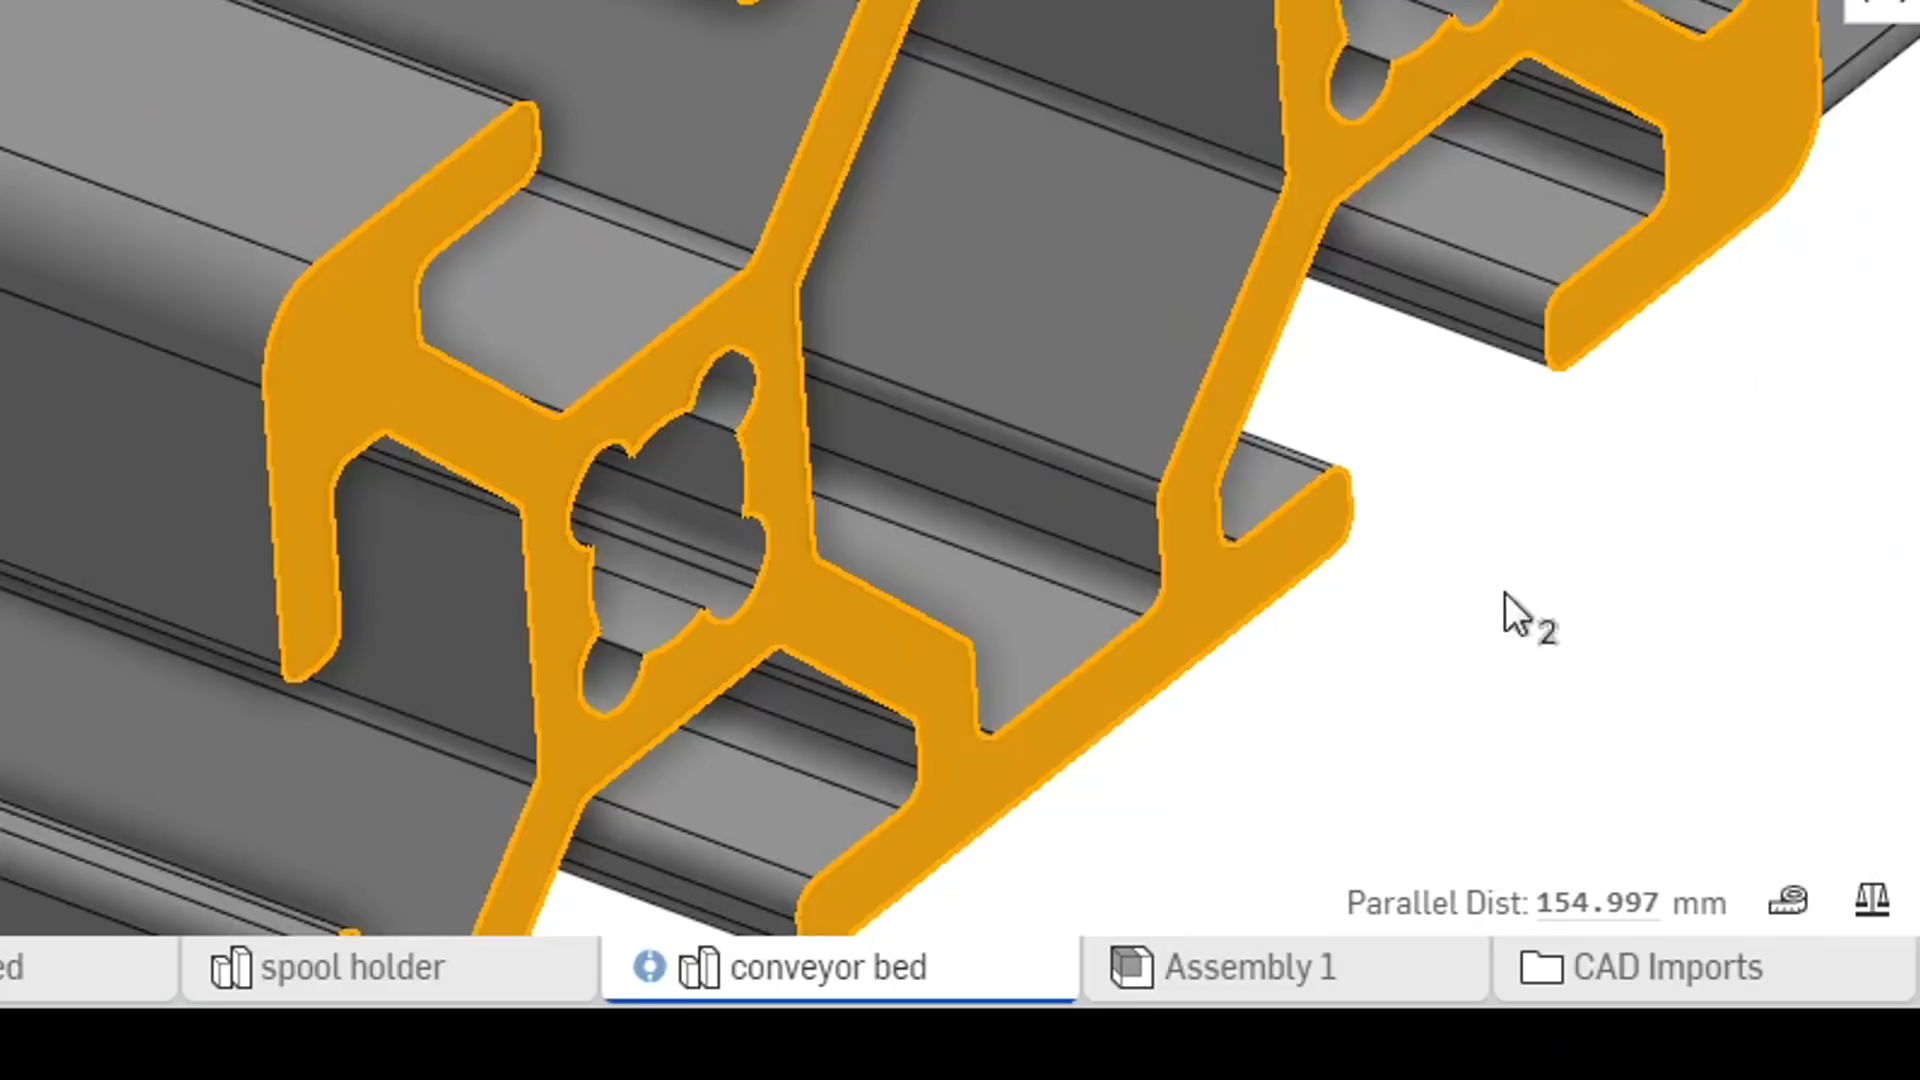 2
Parallel Dist: 154.997 mm
ed
spool holder
conveyor bed
Assembly 1
CAD Imports